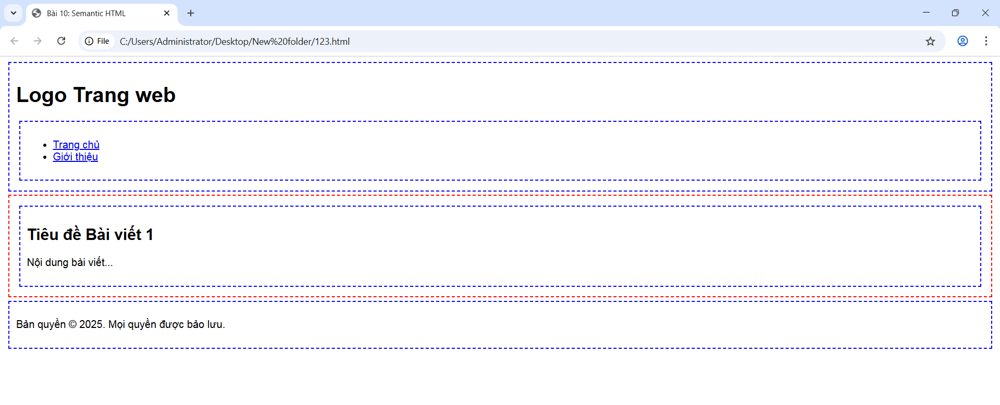 Bài 10: Semantic HTML
File C:/Users/Administrator/Desktop/New%20folder/123.html
Logo Trang web
Trang chủ
Giới thiệu
Tiêu đề Bài viết 1
Nội dung bài viết...
Bản quyền © 2025. Mọi quyền được bảo lưu.